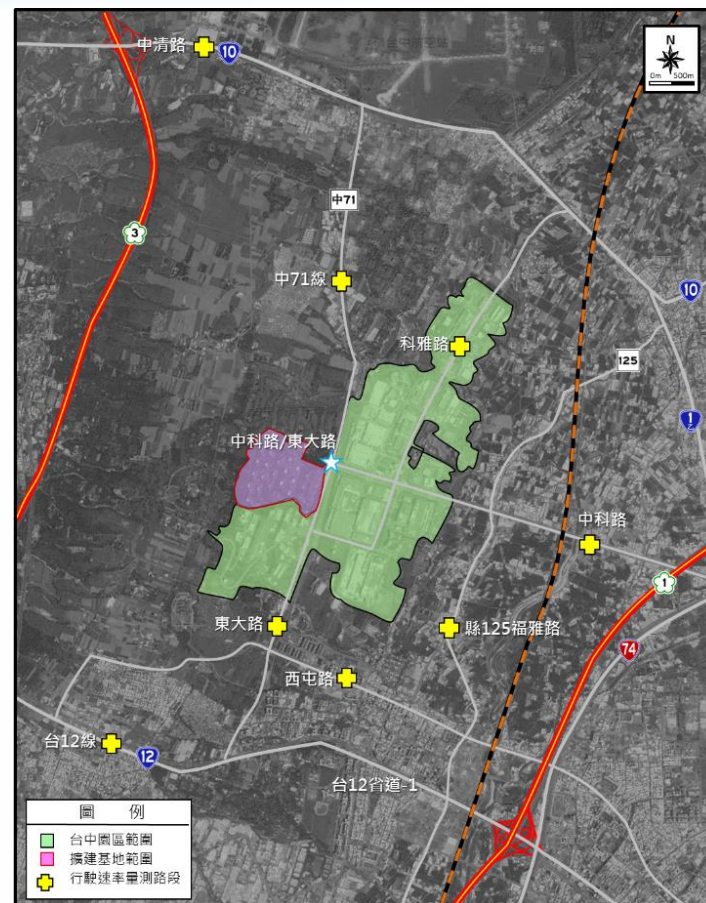 中清路
10
N
0m 500m
中71
3
中71線
10
科雅路
125
1
乙
中科路/東大路
中科路
1
東大路
縣125福雅路
74
西屯路
台12線
12
台12省道-1
圖 例
台中園區範圍
擴建基地範圍
行駛速率量測路段